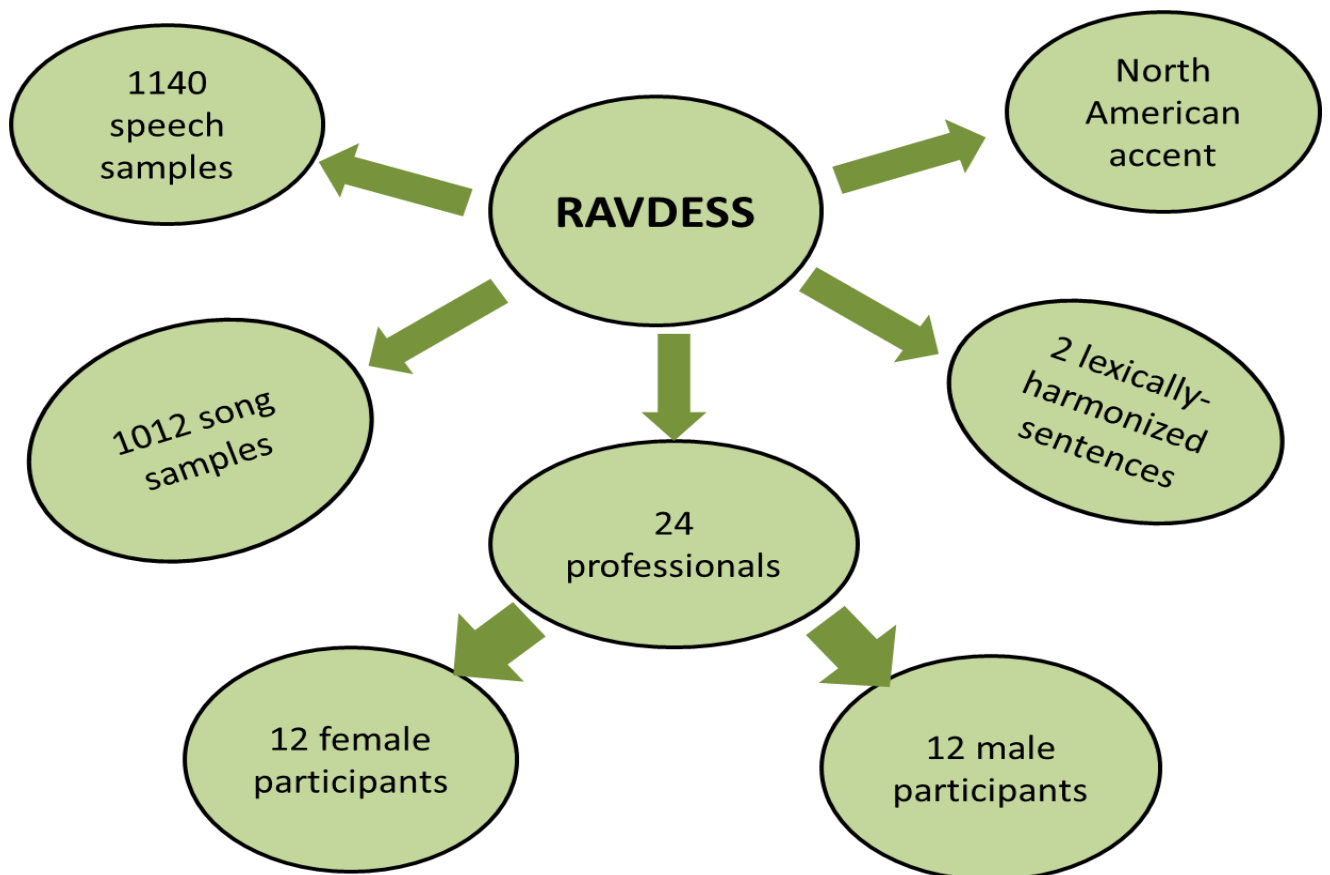 1140
speech
samples
North
American
accent
RAVDESS
1012 song
samples
2 lexically-
harmonized
sentences
24
professionals
12 female
participants
12 male
participants